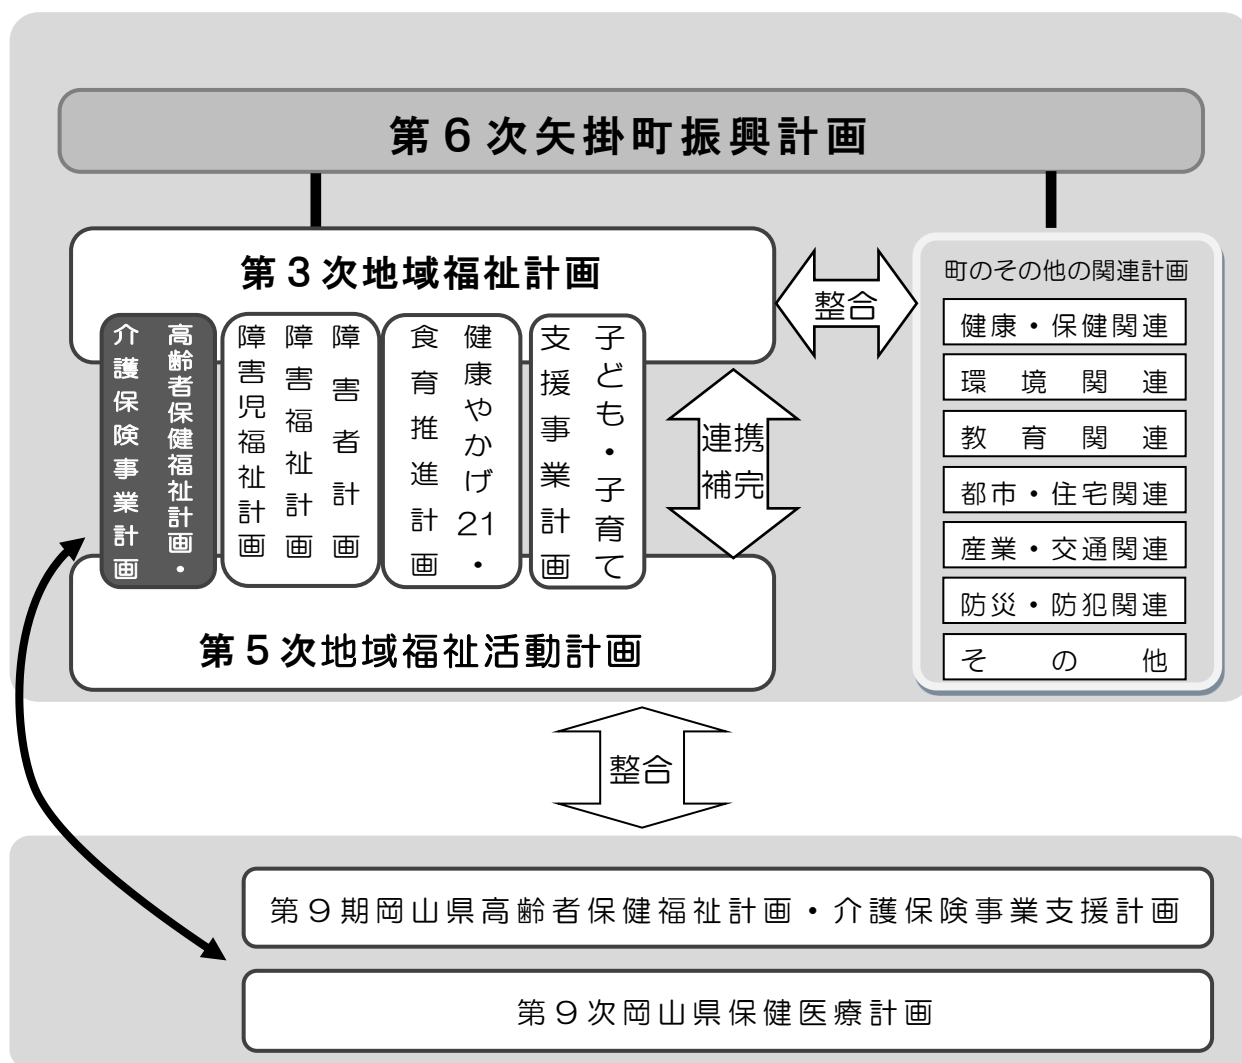 第６次矢掛町振興計画
第３次地域福祉計画
高齢者保健福祉計画・
介護保険事業計画
障害者計画
障害福祉計画
障害児福祉計画
健康やかげ21・
食育推進計画
子ども・子育て
支援事業計画
第５次地域福祉活動計画
整合
連携
補完
町のその他の関連計画
健康・保健関連
環境関連
教育関連
都市・住宅関連
産業・交通関連
防災・防犯関連
その他
整合
第９期岡山県高齢者保健福祉計画・介護保険事業支援計画
第９次岡山県保健医療計画